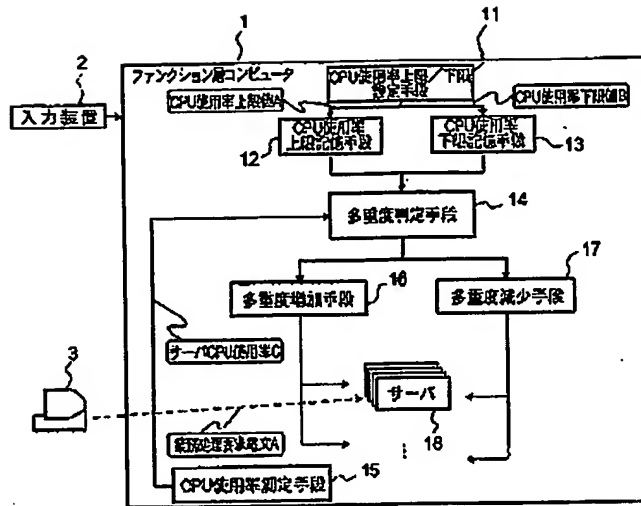 1
11
2
ファンクション層コンピュータ
CPU使用率上限 下限
設定手段
入力装置
CPU使用率上限値A
CPU使用率下限値B
CPU使用率
上限記憶手段
CPU使用率
下限記憶手段
12
13
多重度判定手段
14
17
多重度増加手段
16
多重度減少手段
サーバCPU使用率C
3
サーバ
18
業務処理要求電文A
15
CPU使用率測定手段